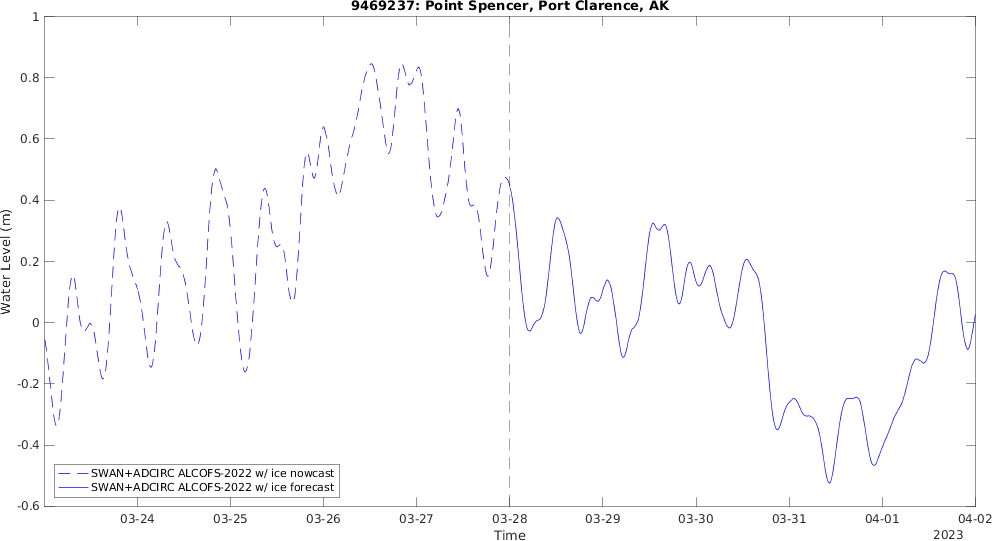 9469237: Point Spencer, Port Clarence, AK
1
0.8
0.6
0.4
0.2
0
-0.2
-0.4
-0.6
Water Level (m)
SWAN+ADCIRC ALCOFS-2022 w/ ice nowcast
SWAN+ADCIRC ALCOFS-2022 w/ ice forecast
03-24 03-25 03-26 03-27 03-28 03-29 03-30 03-31 04-01 04-02
Time
2023